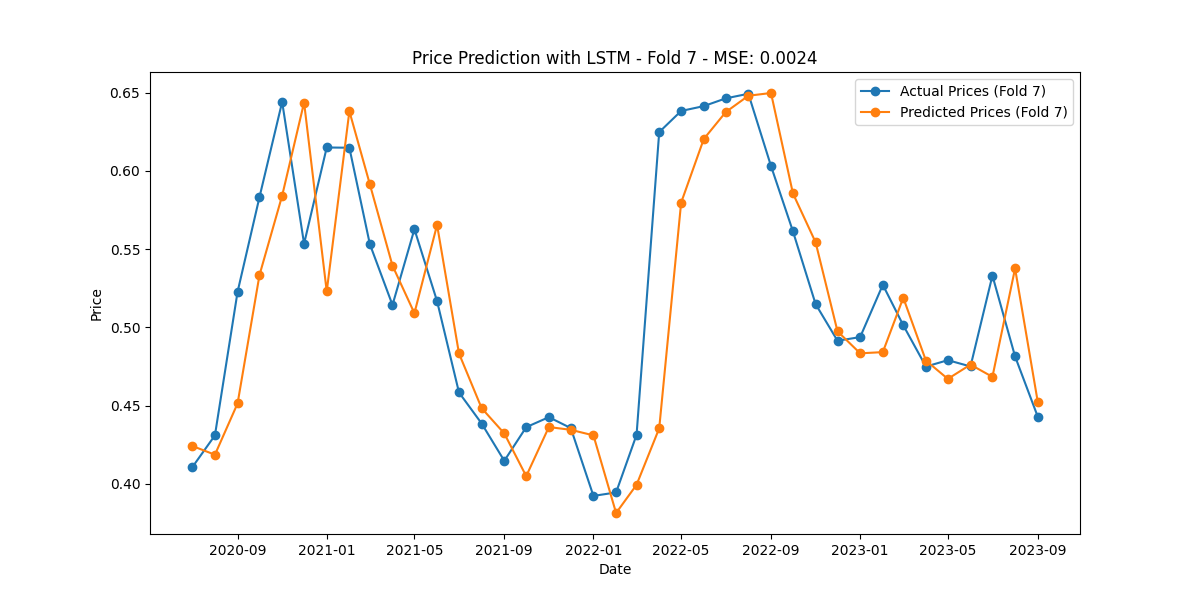 Price Prediction with LSTM - Fold 7 - MSE: 0.0024
Actual Prices (Fold 7)
Predicted Prices (Fold 7)
0.65
0.60
0.55
0.50
0.45
0.40
Price
2020-09 2021-01 2021-05 2021-09 2022-01 2022-05 2022-09 2023-01 2023-05 2023-09
Date